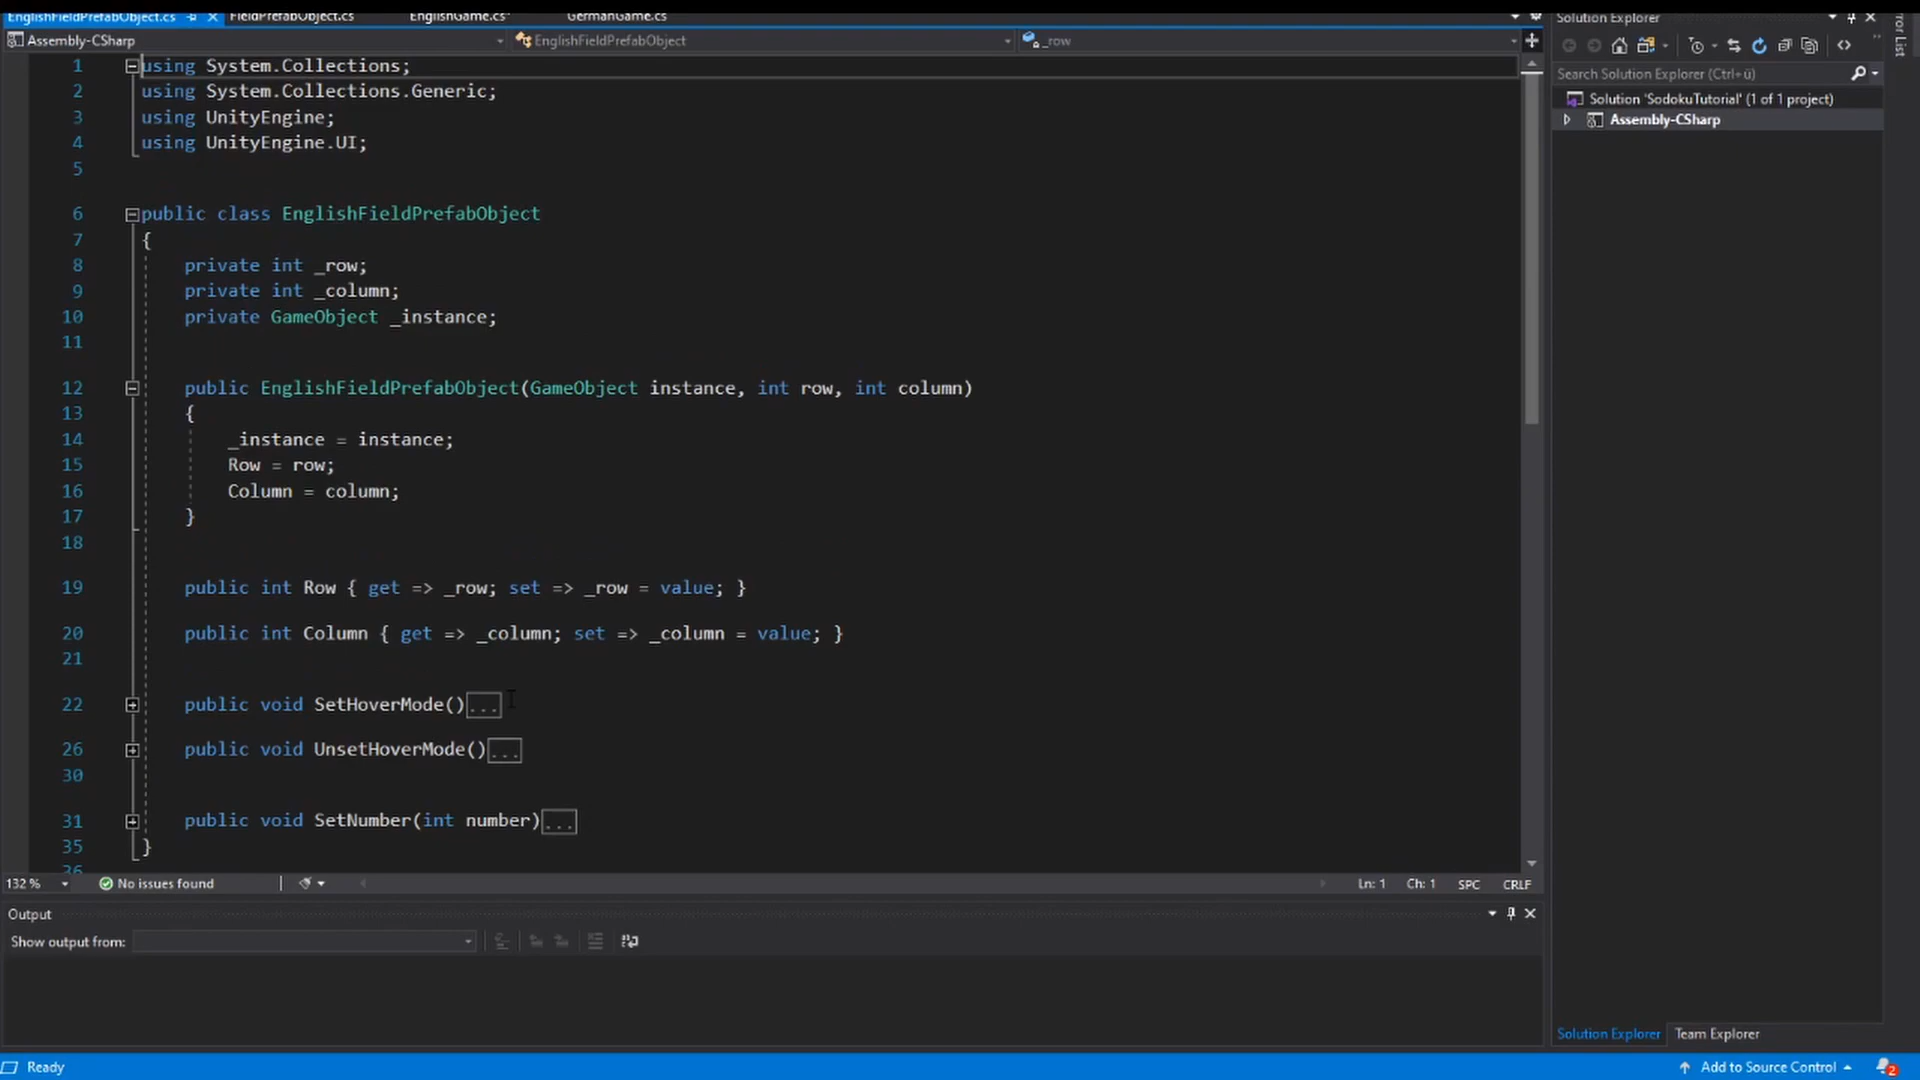 EnglishFieldPrefabObject.cs FieldPrefabObject.cs EnglishGame.cs* GermanGame.cs
Assembly-CSharp EnglishFieldPrefabObject _row
1 using System.Collections;
2 using System.Collections.Generic;
3 using UnityEngine;
4 using UnityEngine.UI;
5
6 public class EnglishFieldPrefabObject
7 {
8 private int _row;
9 private int _column;
10 private GameObject _instance;
11
12 public EnglishFieldPrefabObject(GameObject instance, int row, int column)
13 {
14 _instance = instance;
15 Row = row;
16 Column = column;
17 }
18
19 public int Row { get => _row; set => _row = value; }
20 public int Column { get => _column; set => _column = value; }
21
22 public void SetHoverMode()...
26 public void UnsetHoverMode()...
30
31 public void SetNumber(int number)...
35 }
36
132 % No issues found Ln: 1 Ch: 1 SPC CRLF
Output
Show output from:
Solution Explorer
Search Solution Explorer (Ctrl+ü)
Solution 'SodokuTutorial' (1 of 1 project)
Assembly-CSharp
Solution Explorer Team Explorer
Error List
Ready Add to Source Control 2